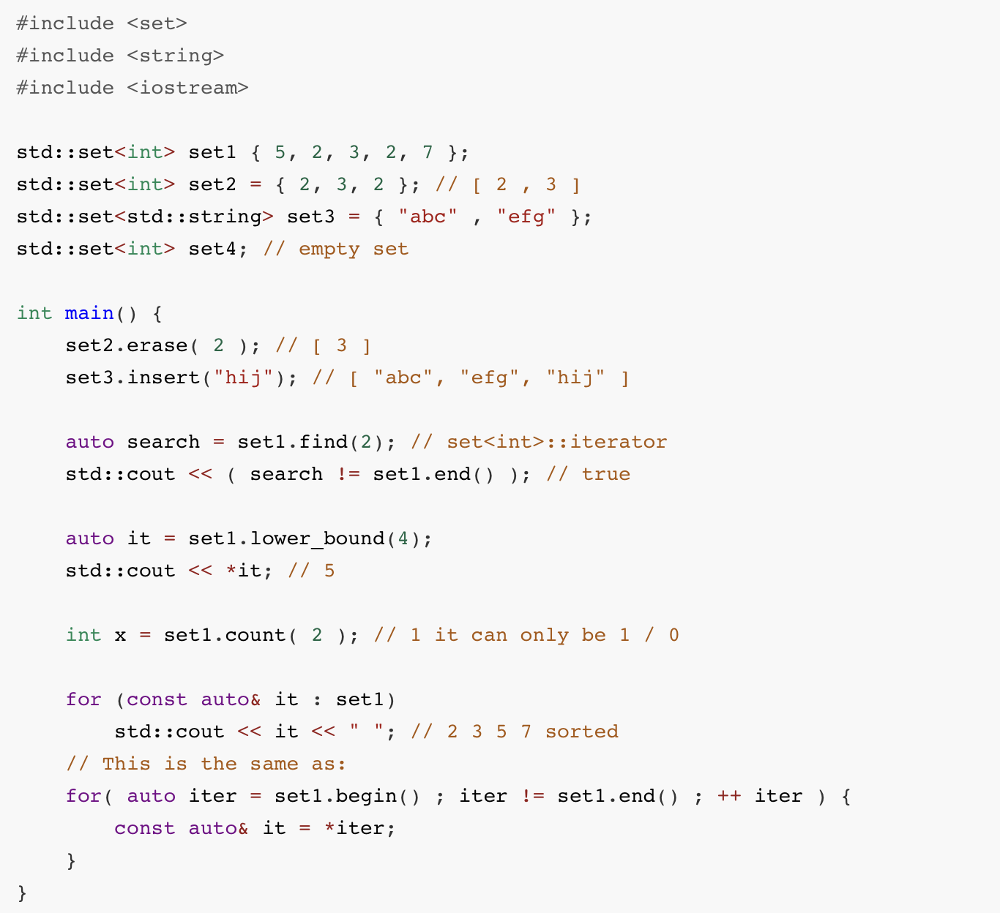 #include <set>
#include <string>
#include <iostream>

std::set<int> set1 { 5, 2, 3, 2, 7 };
std::set<int> set2 = { 2, 3, 2 }; // [ 2 , 3 ]
std::set<std::string> set3 = { "abc" , "efg" };
std::set<int> set4; // empty set

int main() {
    set2.erase( 2 ); // [ 3 ]
    set3.insert("hij"); // [ "abc", "efg", "hij" ]

    auto search = set1.find(2); // set<int>::iterator
    std::cout << ( search != set1.end() ); // true

    auto it = set1.lower_bound(4);
    std::cout << *it; // 5

    int x = set1.count( 2 ); // 1 it can only be 1 / 0

    for (const auto& it : set1)
        std::cout << it << " "; // 2 3 5 7 sorted
    // This is the same as:
    for( auto iter = set1.begin() ; iter != set1.end() ; ++ iter ) {
        const auto& it = *iter;
    }
}